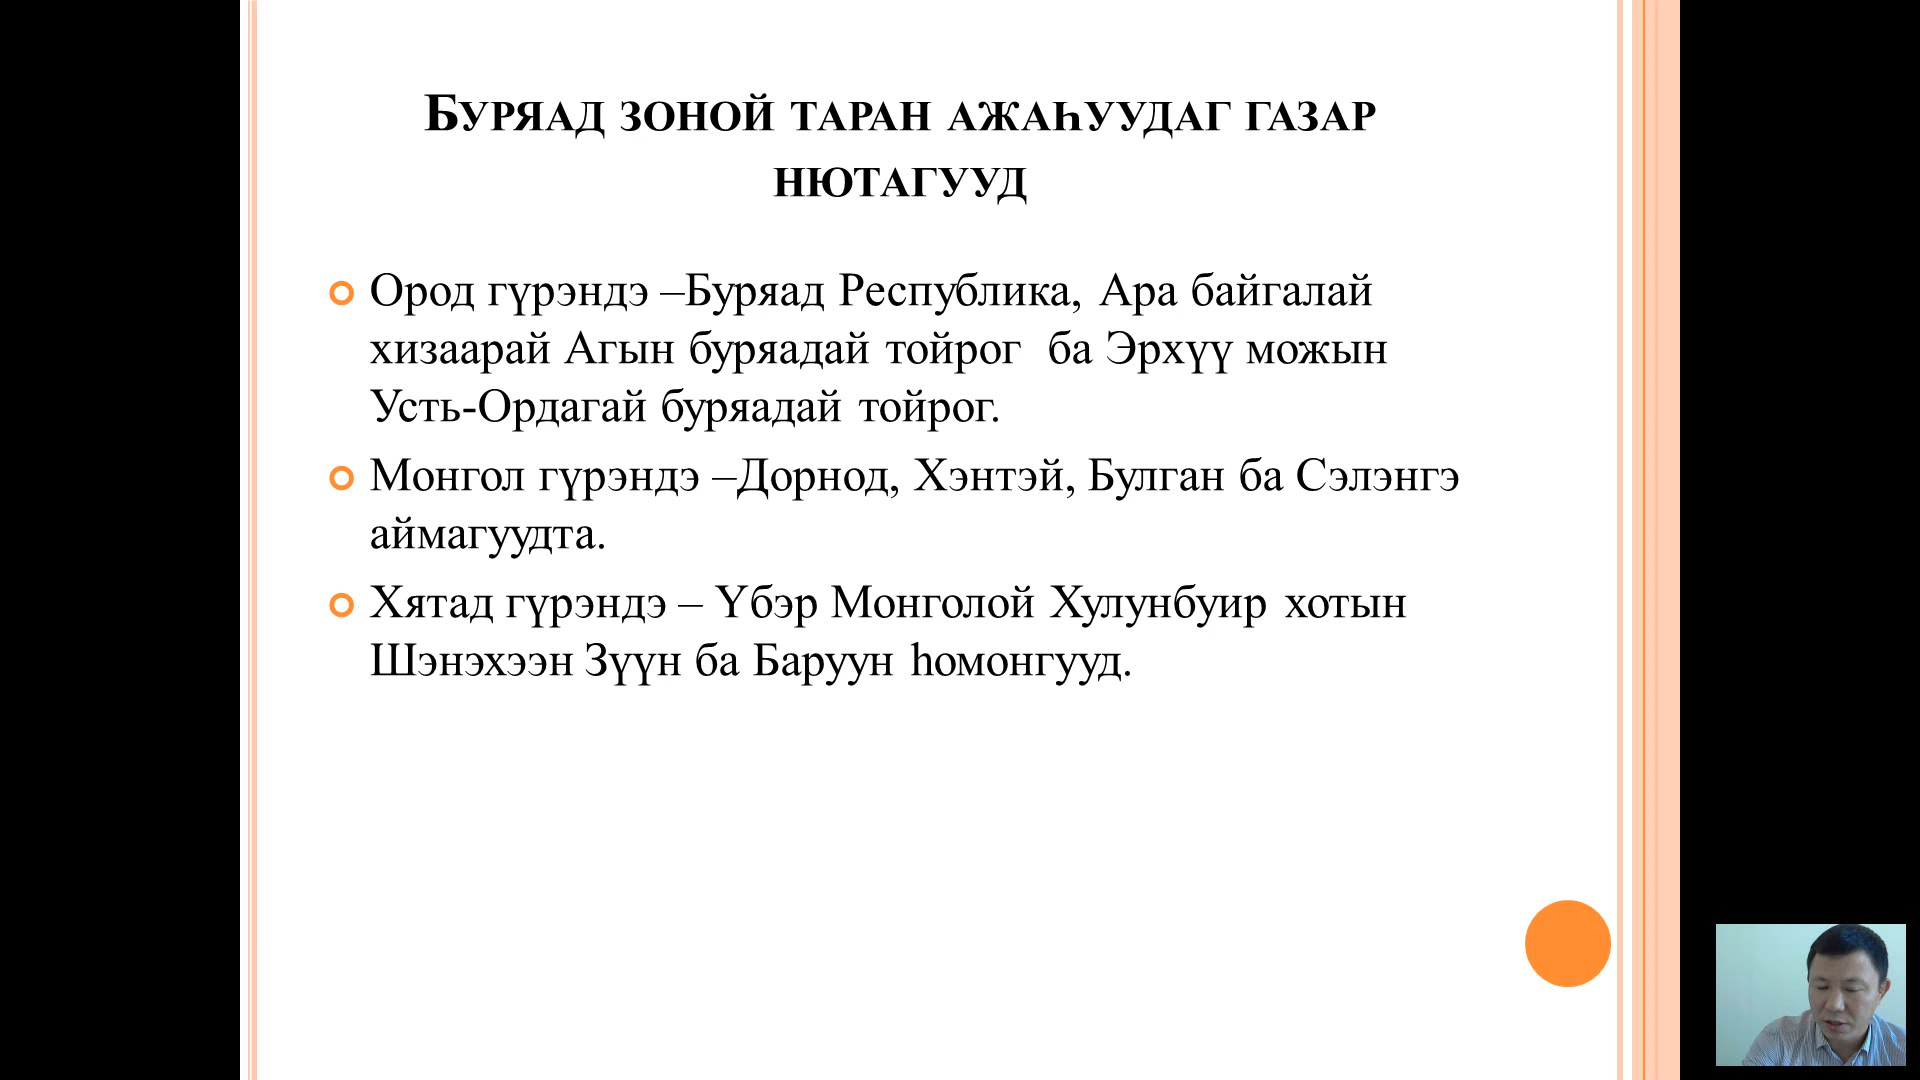 Буряад зоной таран ажаһуудаг газар
нютагууд
Ород гүрэндэ –Буряад Республика, Ара байгалай
хизаарай Агын буряадай тойрог ба Эрхүү можын
Усть-Ордагай буряадай тойрог.
Монгол гүрэндэ –Дорнод, Хэнтэй, Булган ба Сэлэнгэ
аймагуудта.
Хятад гүрэндэ – Үбэр Монголой Хулунбуир хотын
Шэнэхээн Зүүн ба Баруун һомонгууд.